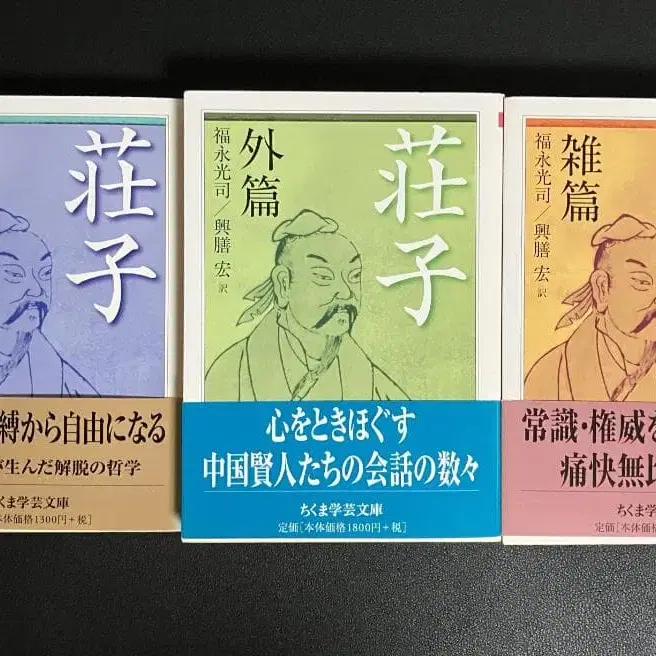 荘子
縛から自由になる
生んだ解脱の哲学
ちくま学芸文庫
本体価格1300円+税]
荘子
外篇
福永光司/興膳 宏 訳
心をときほぐす
中国賢人たちの会話の数々
ちくま学芸文庫
定価[本体価格1800円+税]
雑篇
福永光司/興膳 宏 訳
常識・権威を
痛快無比
ちくま学
定価[本体価格